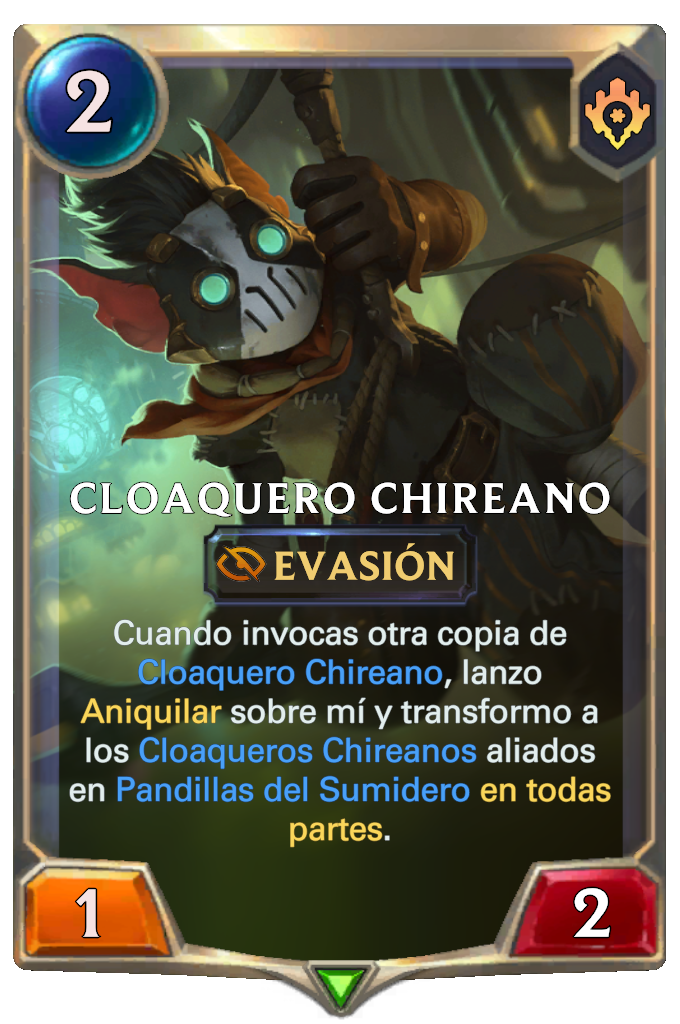 2
CLOAQUERO CHIREANO
EVASIÓN
Cuando invocas otra copia de
Cloaquero Chireano, lanzo
Aniquilar sobre mí y transformo a
los Cloaqueros Chireanos aliados
en Pandillas del Sumidero en todas
partes.
1
2